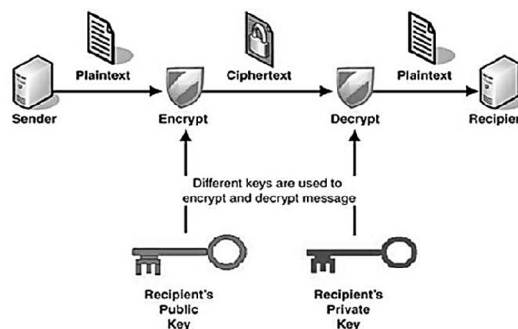 Plaintext
Ciphertext
Plaintext
Sender
Encrypt
Decrypt
Recipien
Different keys are used to
encrypt and decrypt message
Recipient's
Public
Key
Recipient's
Private
Key